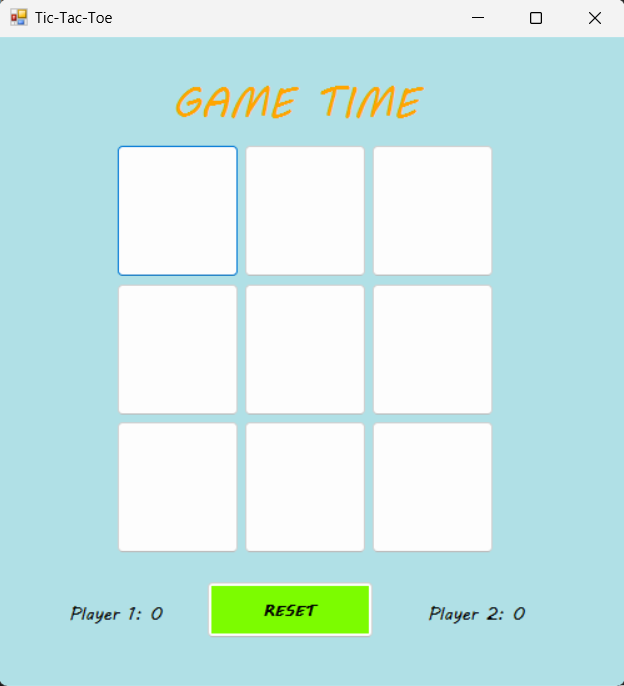 Tic-Tac-Toe
GAME TIME
Player 1: 0
RESET
Player 2: 0